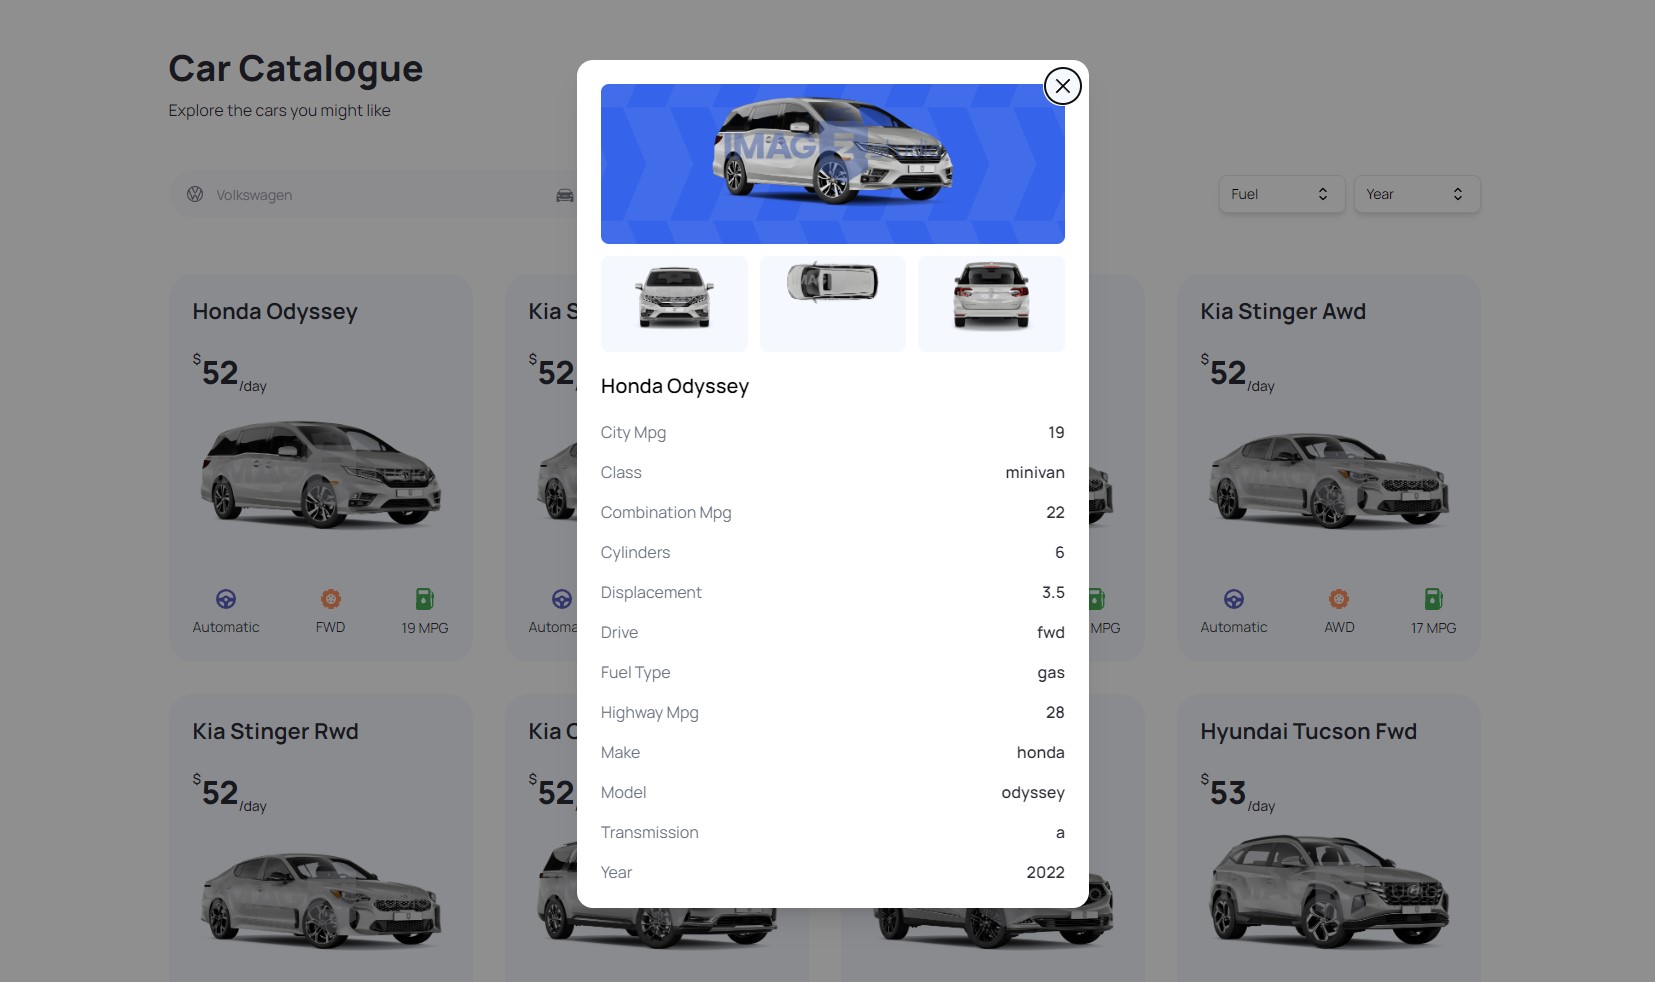 Car Catalogue
Explore the cars you might like
Volkswagen
Fuel
Year
Honda Odyssey
$52/day
Automatic
FWD
19 MPG
Kia S
$52
Automa
MPG
Kia Stinger Awd
$52/day
Automatic
AWD
17 MPG
Kia Stinger Rwd
$52/day
Kia
$52
Hyundai Tucson Fwd
$53/day
IMAG
Honda Odyssey
City Mpg 19
Class minivan
Combination Mpg 22
Cylinders 6
Displacement 3.5
Drive fwd
Fuel Type gas
Highway Mpg 28
Make honda
Model odyssey
Transmission a
Year 2022